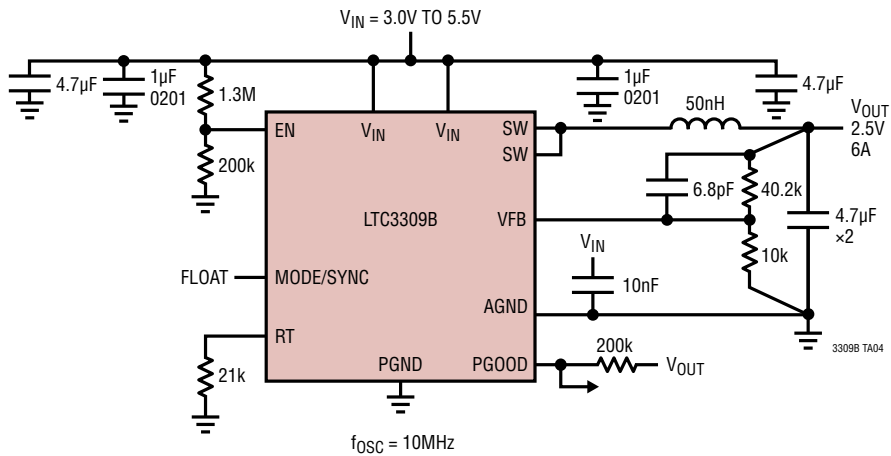 V_IN = 3.0V TO 5.5V
4.7µF
1µF
0201
1.3M
1µF
0201
4.7µF
50nH
V_OUT
2.5V
6A
EN
V_IN
V_IN
SW
SW
200k
6.8pF
40.2k
LTC3309B
VFB
4.7µF
×2
V_IN
10k
FLOAT
MODE/SYNC
10nF
AGND
RT
3309B TA04
200k
21k
PGND
PGOOD
V_OUT
f_OSC = 10MHz